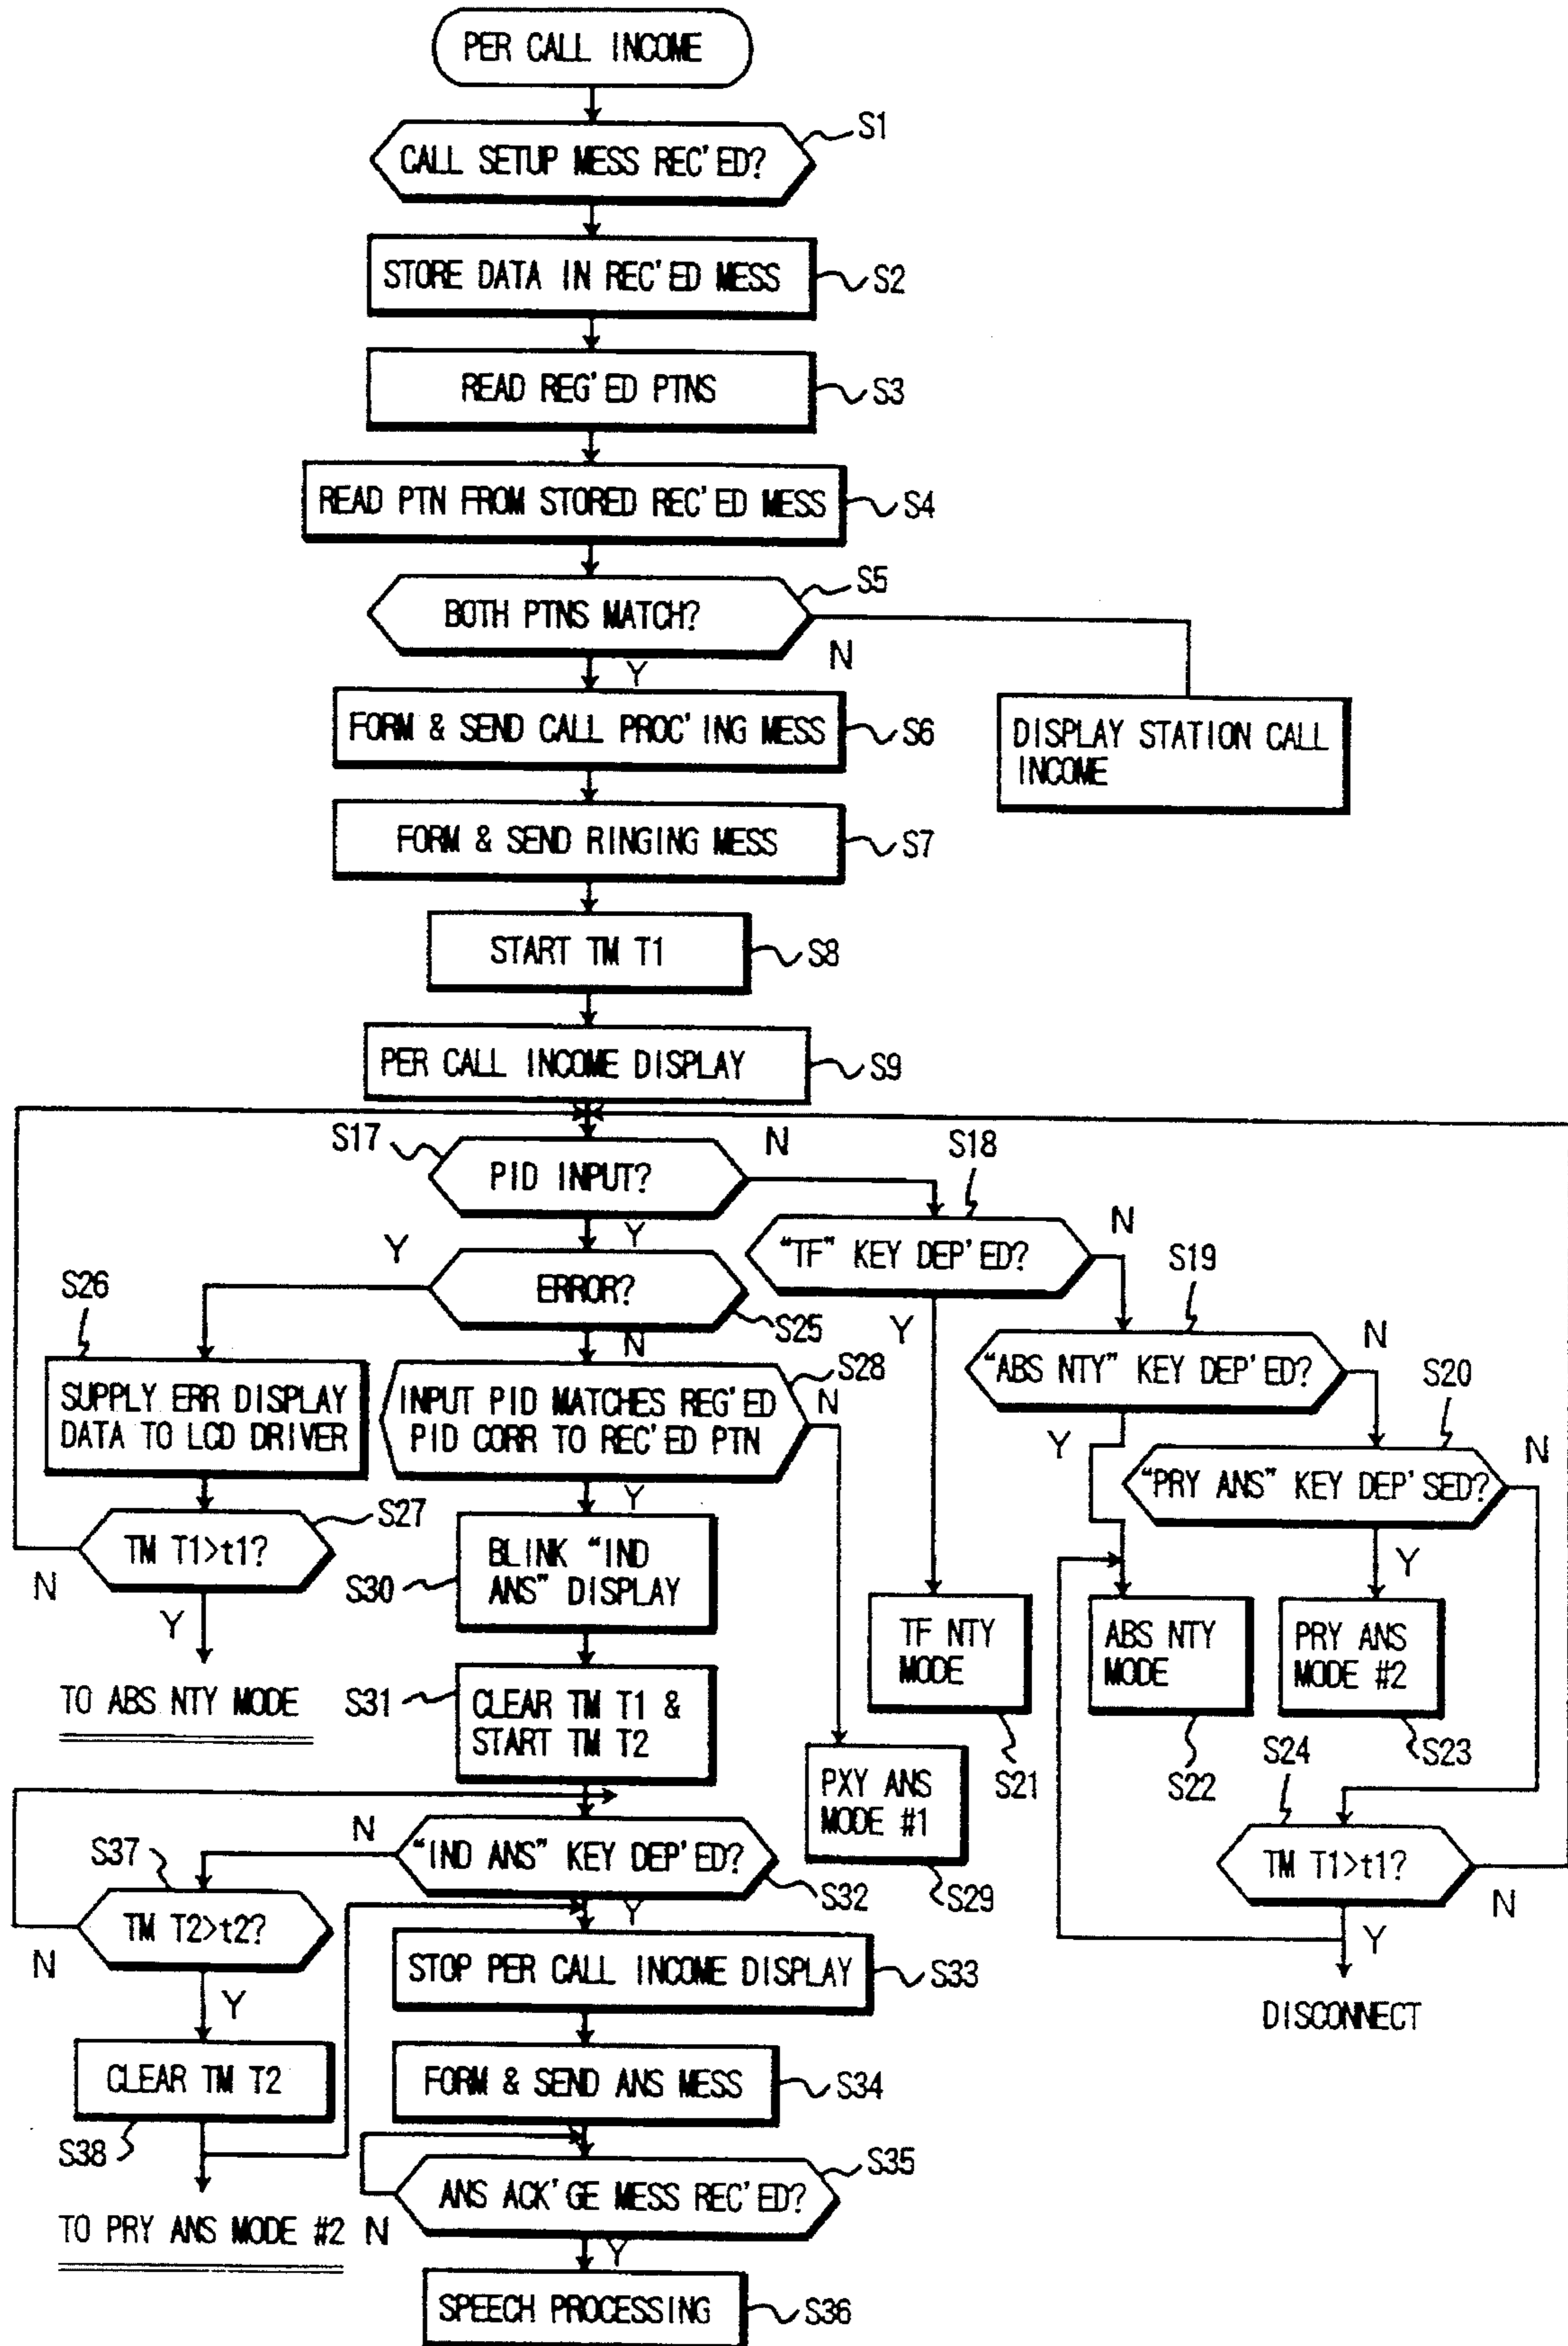 PER CALL INCOME
S1
CALL SETUP MESS REC'ED?
STORE DATA IN REC'ED MESS
S2
READ REG'ED PTNS
S3
READ PTN FROM STORED REC'ED MESS
S4
S5
BOTH PTNS MATCH?
N
Y
FORM & SEND CALL PROC'ING MESS
S6
DISPLAY STATION CALL
INCOME
FORM & SEND RINGING MESS
S7
START TM T1
S8
PER CALL INCOME DISPLAY
S9
S17
PID INPUT?
N
Y
S18
"TF" KEY DEP'ED?
N
Y
S19
"ABS NTY" KEY DEP'ED?
N
Y
S20
"PRY ANS" KEY DEP'SED?
N
Y
Y
ERROR?
S25
N
S26
SUPPLY ERR DISPLAY
DATA TO LCD DRIVER
S28
INPUT PID MATCHES REG'ED
PID CORR TO REC'ED PTN
N
Y
S27
TM T1>t1?
N
Y
TO ABS NTY MODE
S30
BLINK "IND
ANS" DISPLAY
S31
CLEAR TM T1 &
START TM T2
TF NTY
MODE
S21
ABS NTY
MODE
S22
PRY ANS
MODE #2
S23
PXY ANS
MODE #1
S29
S24
TM T1>t1?
N
Y
DISCONNECT
"IND ANS" KEY DEP'ED?
N
S32
Y
S37
TM T2>t2?
N
Y
STOP PER CALL INCOME DISPLAY
S33
CLEAR TM T2
S38
FORM & SEND ANS MESS
S34
TO PRY ANS MODE #2
S35
ANS ACK'GE MESS REC'ED?
N
Y
SPEECH PROCESSING
S36